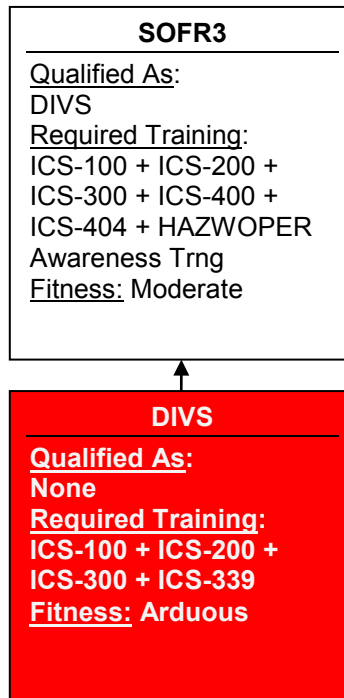 SOFR3
Qualified As:
DIVS
Required Training:
ICS-100 + ICS-200 +
ICS-300 + ICS-400 +
ICS-404 + HAZWOPER
Awareness Trng
Fitness: Moderate
DIVS
Qualified As:
None
Required Training:
ICS-100 + ICS-200 +
ICS-300 + ICS-339
Fitness: Arduous